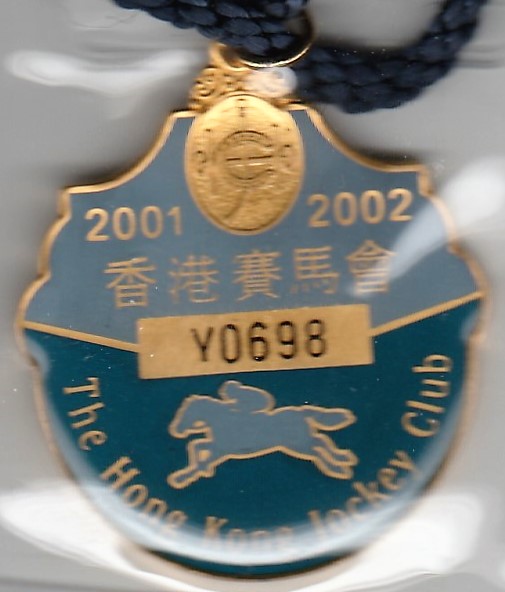 2001 2002
香港賽馬會
Y0698
The Hong Kong Jockey Club